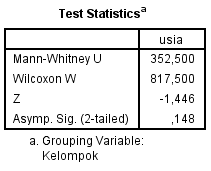 Test Statisticsa
usia
Mann-Whitney U 352,500
Wilcoxon W 817,500
Z -1,446
Asymp. Sig. (2-tailed) ,148
a. Grouping Variable:
Kelompok